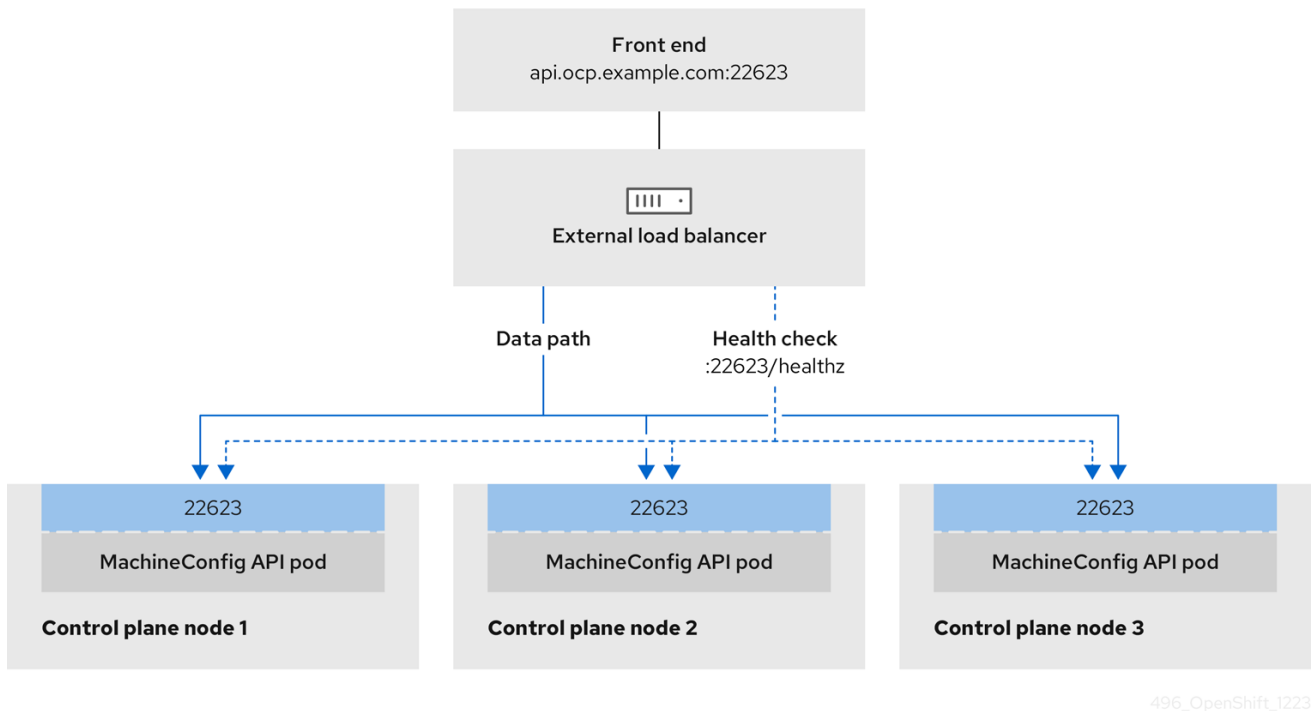 Front end
api.ocp.example.com:22623
External load balancer
Data path
Health check
:22623/healthz
22623
22623
22623
MachineConfig API pod
MachineConfig API pod
MachineConfig API pod
Control plane node 1
Control plane node 2
Control plane node 3
496_OpenShift_1223